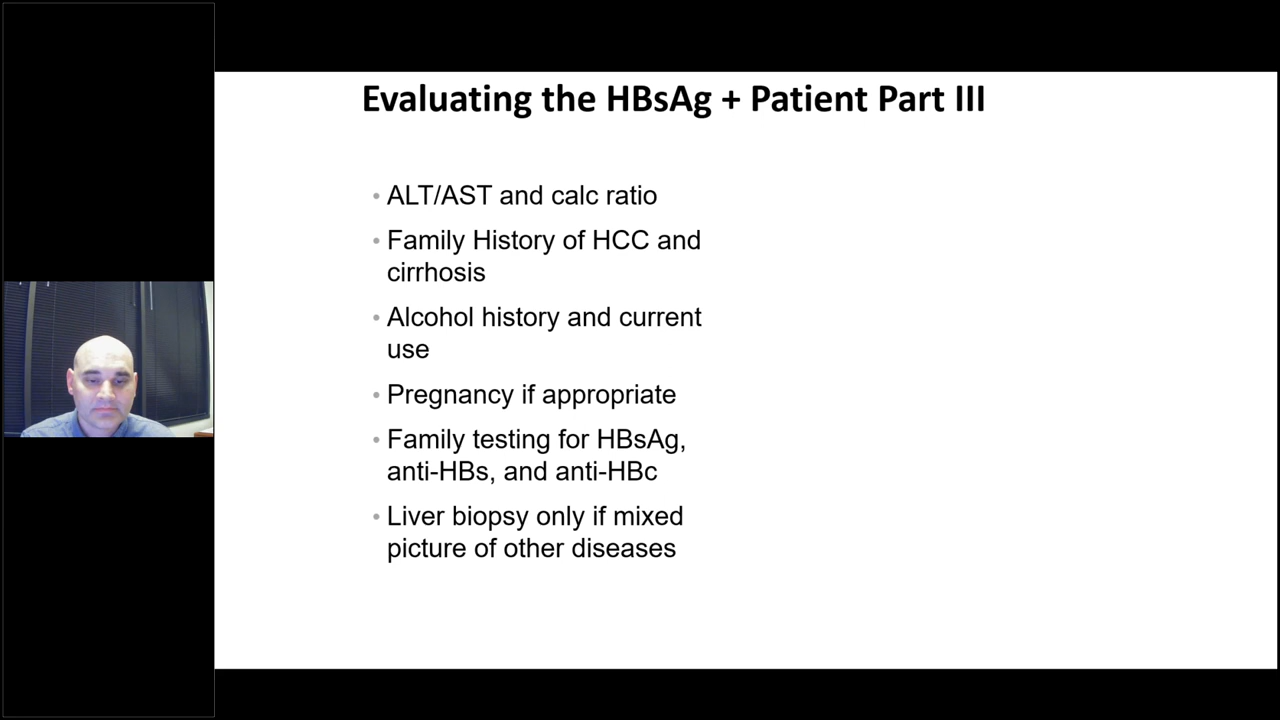 Evaluating the HBsAg + Patient Part III
• ALT/AST and calc ratio
• Family History of HCC and
cirrhosis
• Alcohol history and current
use
• Pregnancy if appropriate
• Family testing for HBsAg,
anti-HBs, and anti-HBc
• Liver biopsy only if mixed
picture of other diseases